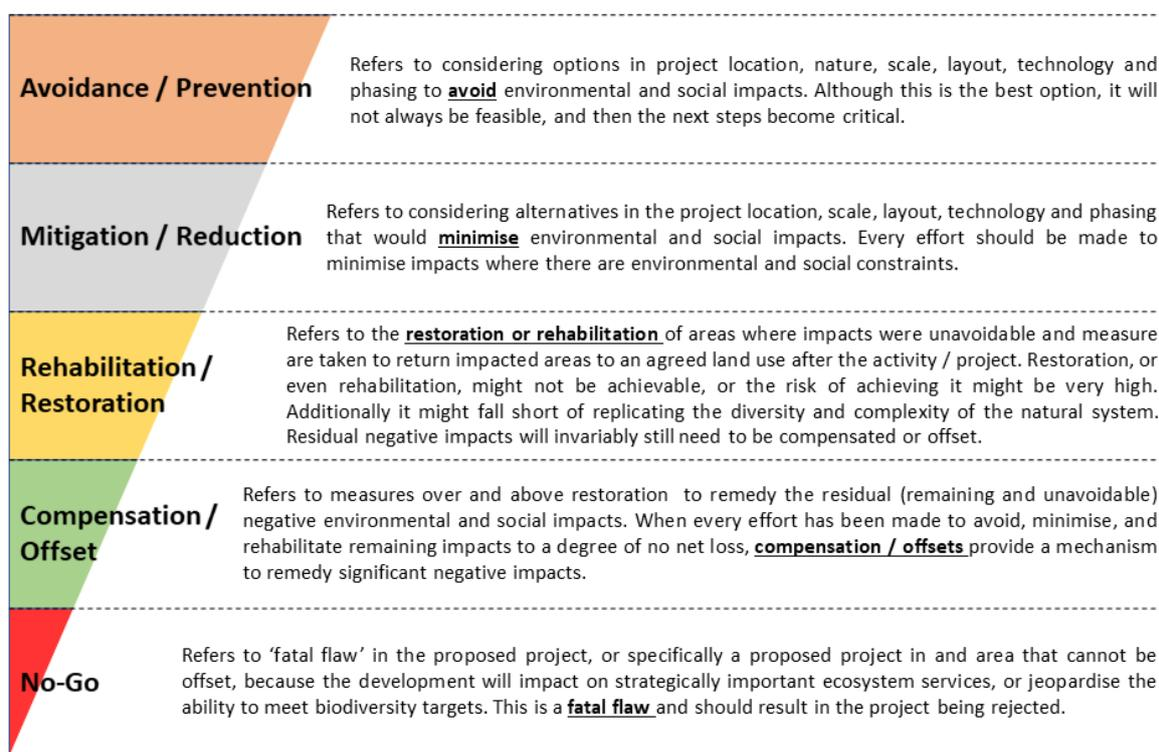 Avoidance / Prevention
Refers to considering options in project location, nature, scale, layout, technology and
phasing to avoid environmental and social impacts. Although this is the best option, it will
not always be feasible, and then the next steps become critical.
Mitigation / Reduction
Refers to considering alternatives in the project location, scale, layout, technology and phasing
that would minimise environmental and social impacts. Every effort should be made to
minimise impacts where there are environmental and social constraints.
Rehabilitation /
Restoration
Refers to the restoration or rehabilitation of areas where impacts were unavoidable and measure
are taken to return impacted areas to an agreed land use after the activity / project. Restoration, or
even rehabilitation, might not be achievable, or the risk of achieving it might be very high.
Additionally it might fall short of replicating the diversity and complexity of the natural system.
Residual negative impacts will invariably still need to be compensated or offset.
Compensation /
Offset
Refers to measures over and above restoration to remedy the residual (remaining and unavoidable)
negative environmental and social impacts. When every effort has been made to avoid, minimise, and
rehabilitate remaining impacts to a degree of no net loss, compensation / offsets provide a mechanism
to remedy significant negative impacts.
No-Go
Refers to ‘fatal flaw’ in the proposed project, or specifically a proposed project in and area that cannot be
offset, because the development will impact on strategically important ecosystem services, or jeopardise the
ability to meet biodiversity targets. This is a fatal flaw and should result in the project being rejected.